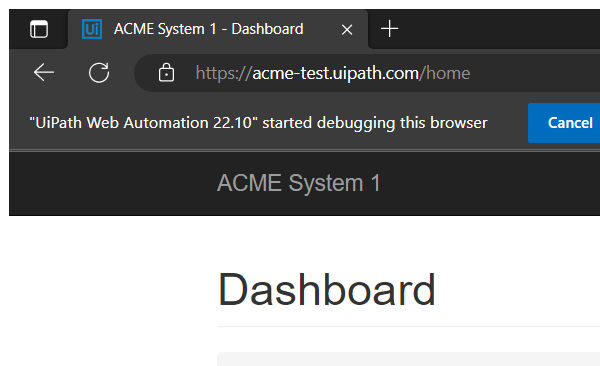 Ui ACME System 1 - Dashboard
https://acme-test.uipath.com/home
"UiPath Web Automation 22.10" started debugging this browser Cancel
ACME System 1
Dashboard